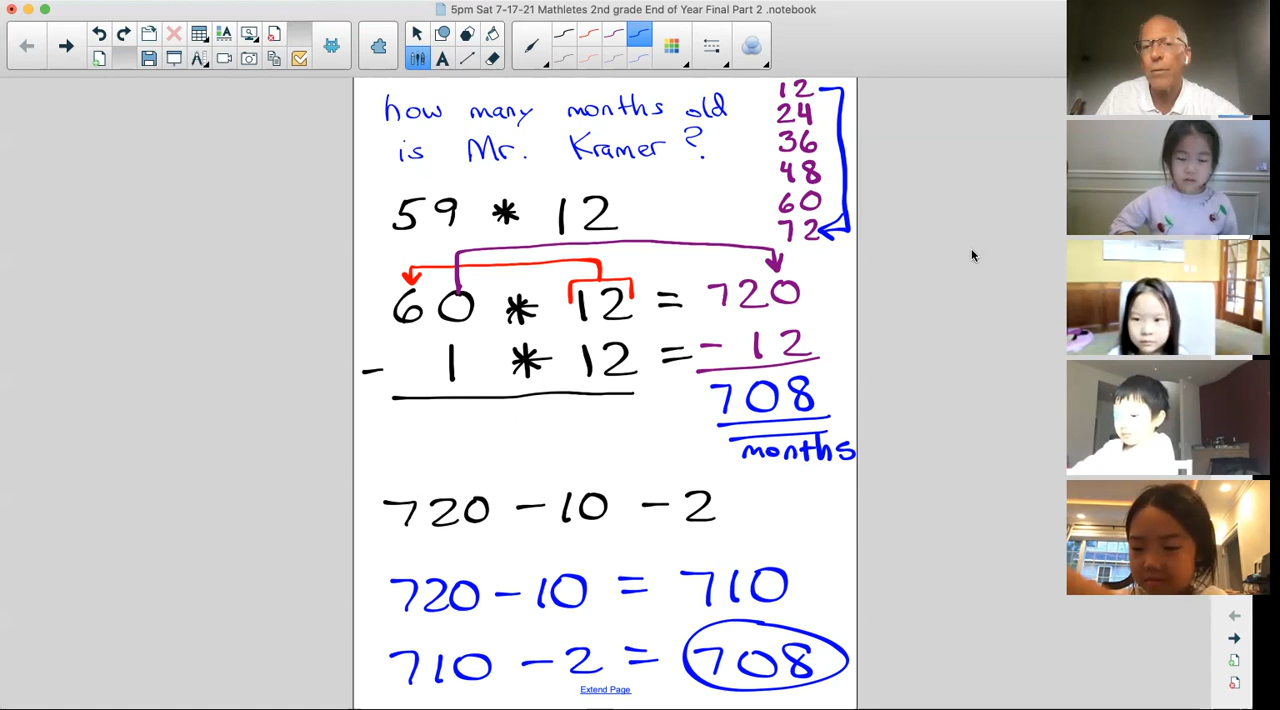 5pm Sat 7-17-21 Mathletes 2nd grade End of Year Final Part 2 .notebook
how many months old
is Mr. Kramer ?
12
24
36
48
60
72
59 * 12
60 * 12 = 720
- 1 * 12 = - 12
708
months
720 - 10 - 2
720 - 10 = 710
710 - 2 = 708
Extend Page